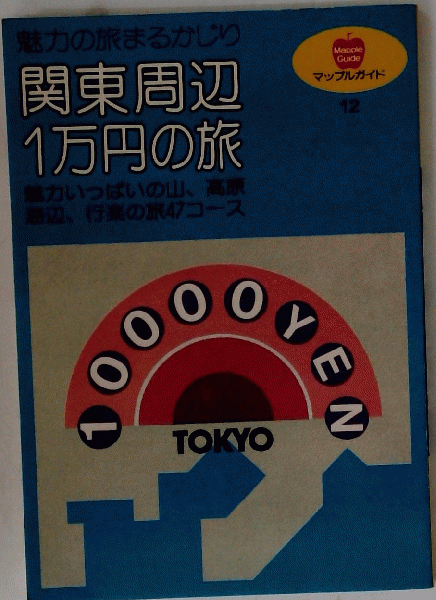 魅力の旅まるかじり
関東周辺
1万円の旅
魅力いっぱいの山、高原
海辺、行楽の旅47コース
Mapple
Guide
マップルガイド
12
10000YEN
TOKYO